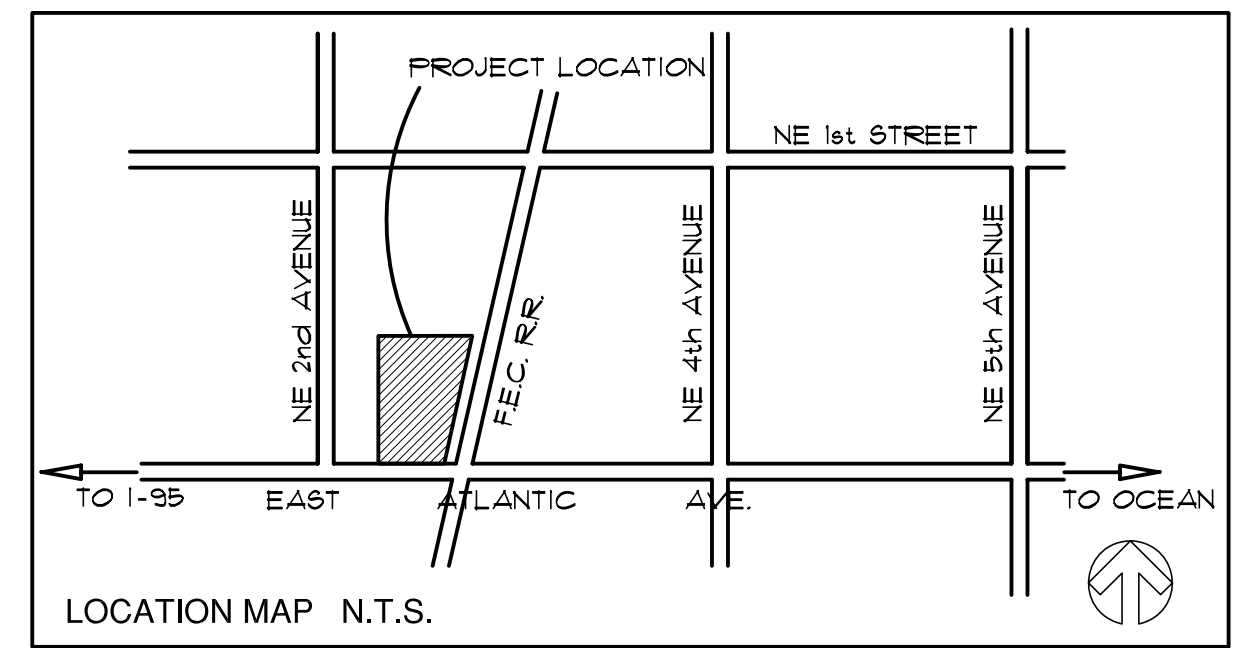 PROJECT LOCATION
NE 1st STREET
NE 2nd AVENUE
F.E.C. R.R.
NE 4th AVENUE
NE 5th AVENUE
TO I-95
EAST ATLANTIC AVE.
TO OCEAN
LOCATION MAP N.T.S.